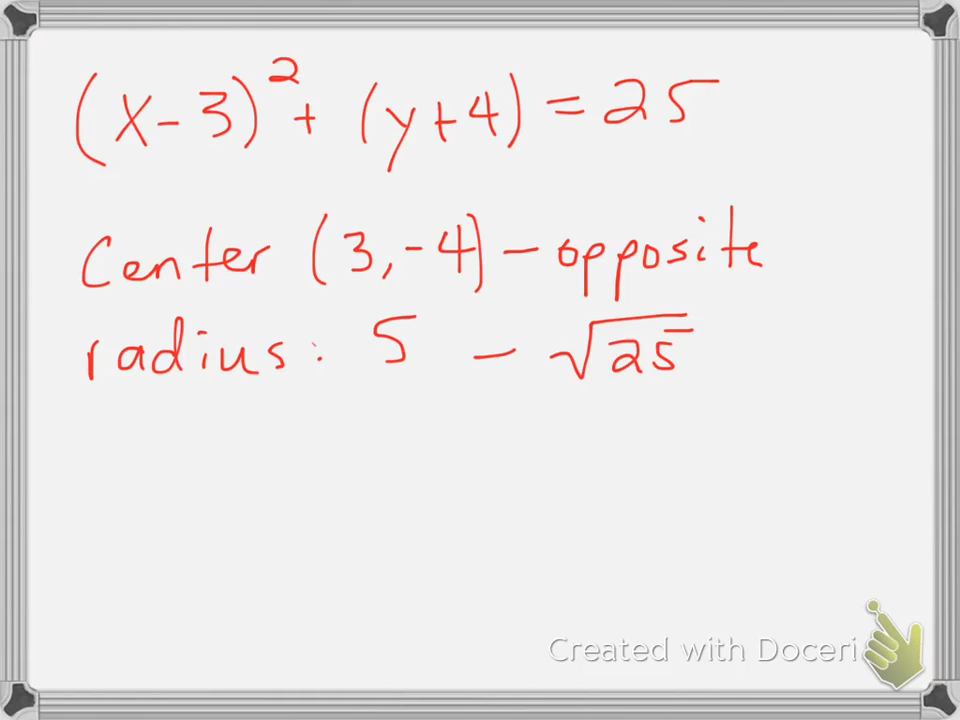 (x-3)² + (y+4) = 25
Center (3,-4) - opposite
radius: 5 - √25
Created with Doceri